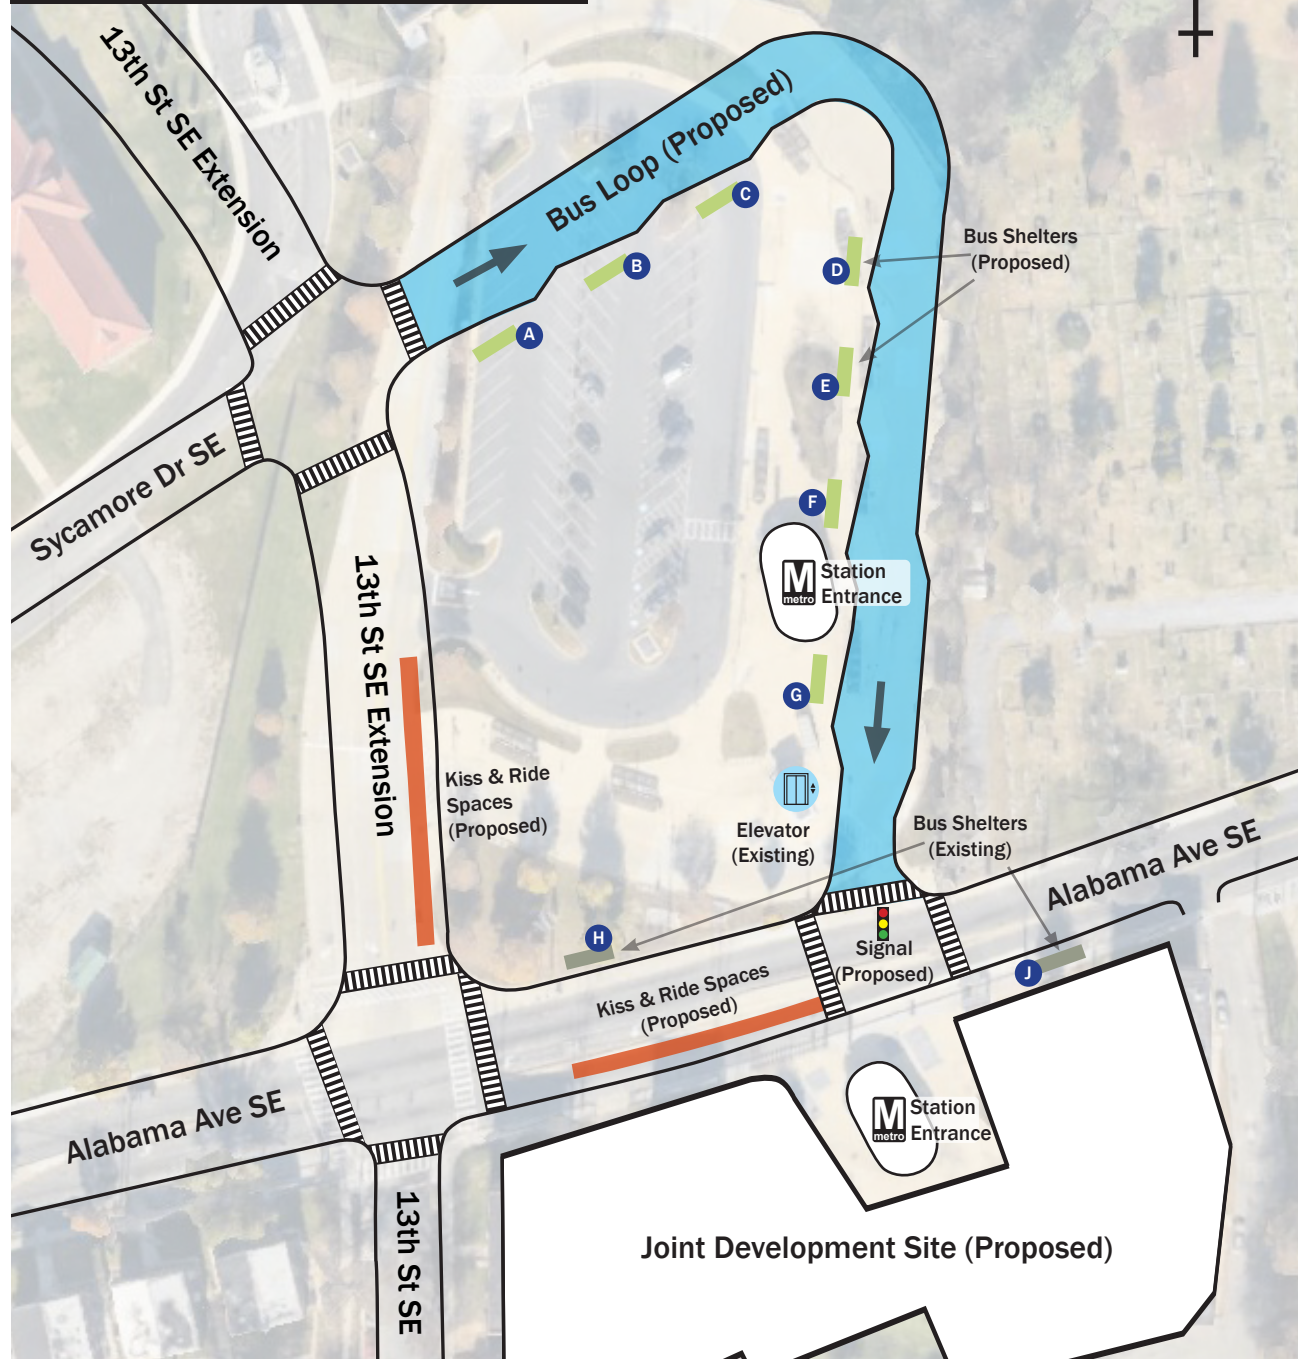 13th St SE Extension
Bus Loop (Proposed)
C
Bus Shelters
(Proposed)
B
D
A
E
Sycamore Dr SE
F
M
metro
Station
Entrance
13th St SE Extension
G
Kiss & Ride
Spaces
(Proposed)
Elevator
(Existing)
Bus Shelters
(Existing)
Alabama Ave SE
H
Signal
(Proposed)
J
Kiss & Ride Spaces
(Proposed)
Alabama Ave SE
M
metro
Station
Entrance
13th St SE
Joint Development Site (Proposed)